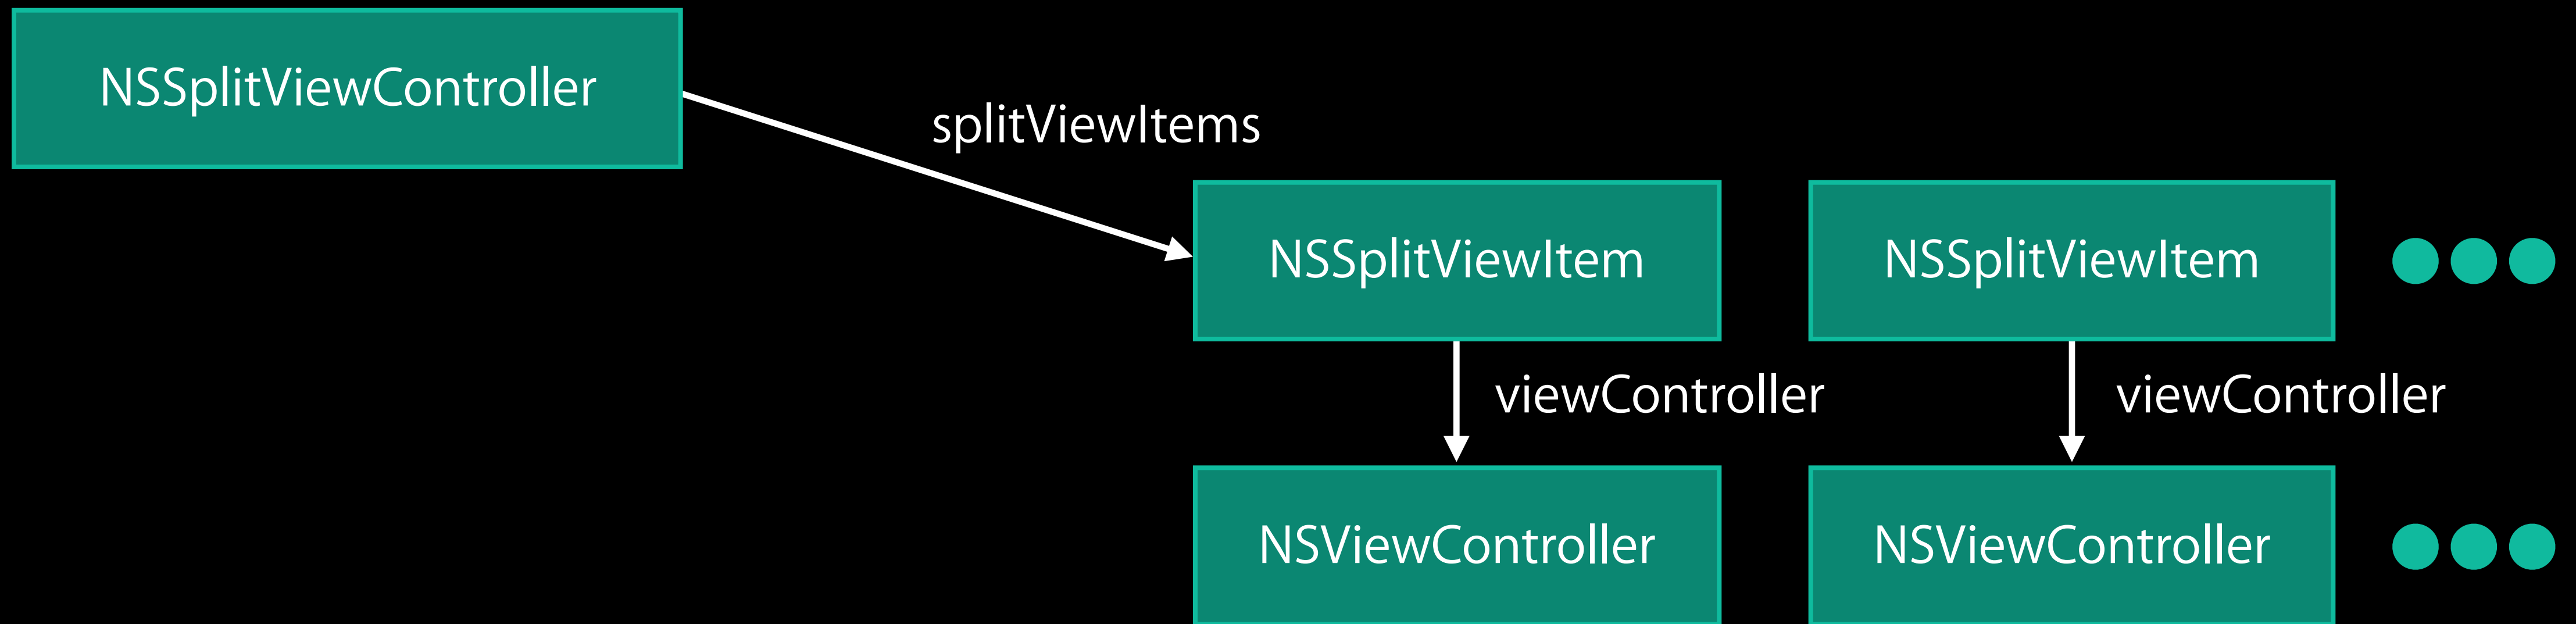 NSSplitViewController
splitViewItems
NSSplitViewItem
NSSplitViewItem
viewController
viewController
NSViewController
NSViewController